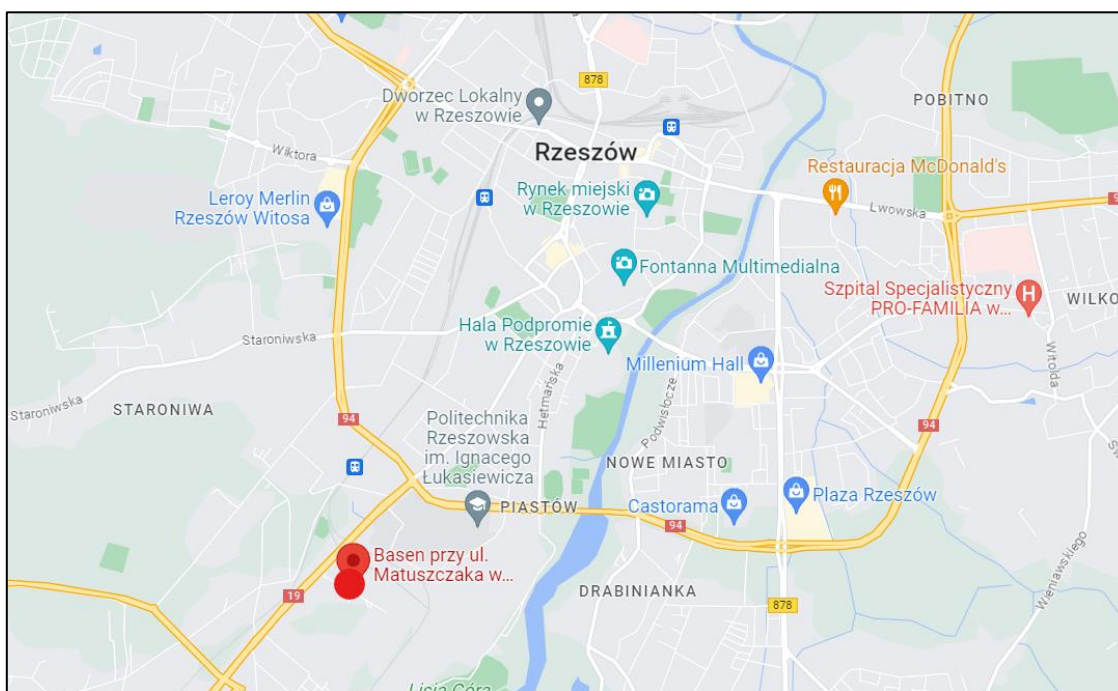 878
POBITNO
Dworzec Lokalny
w Rzeszowie
Rzeszów
Wiktora
Restauracja McDonald's
Leroy Merlin
Rzeszów Witosa
Rynek miejski
w Rzeszowie
Lwowska
Fontanna Multimedialna
Szpital Specjalistyczny
PRO-FAMILIA w...
WILKO
Staroniwska
Hala Podpromie
w Rzeszowie
Millenium Hall
Witolda
Staroniwska
STARONIWA
Hetmańska
Podwisłocze
94
94
19
Politechnika
Rzeszowska
im. Ignacego
Łukasiewicza
NOWE MIASTO
PIASTÓW
Castorama
Plaza Rzeszów
94
Basen przy ul.
Matuszczaka w...
19
DRABINIANKA
878
Wieniawskiego
Lisia Góra